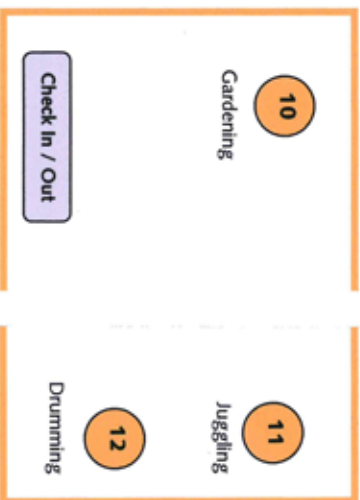 10
Gardening
11
Juggling
12
Drumming
Check In / Out